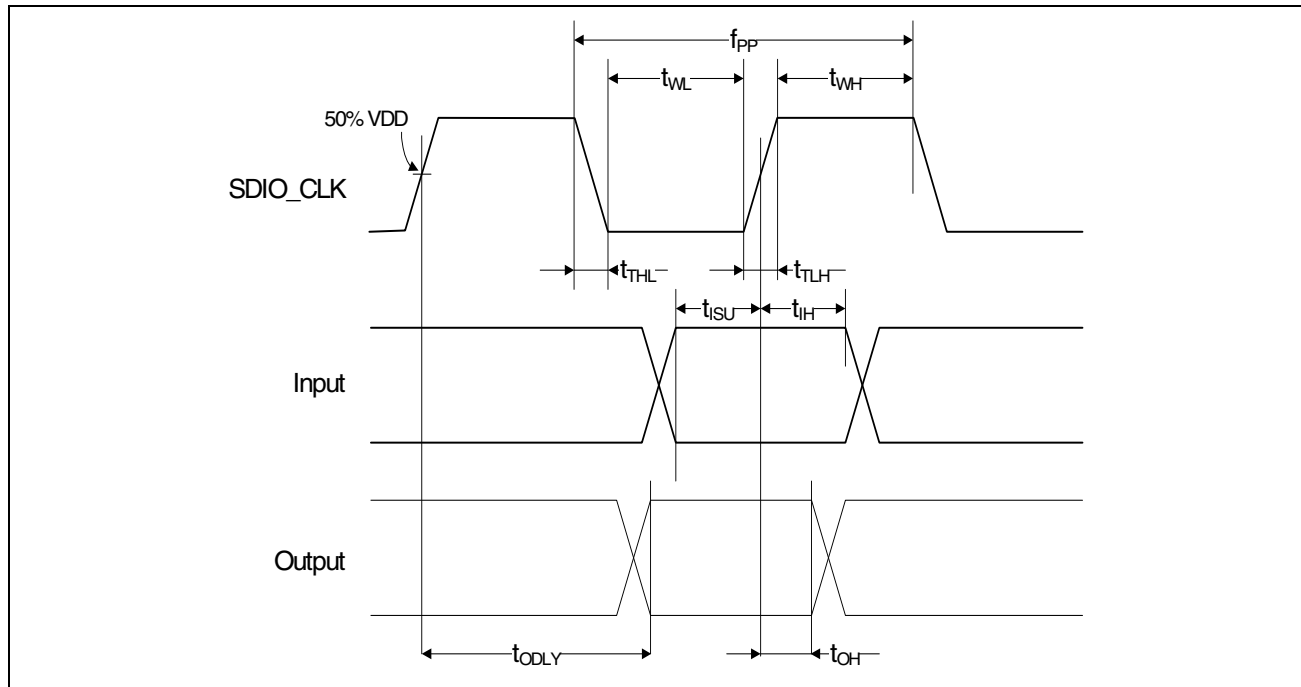 fPP
tWL
tWH
50% VDD
SDIO_CLK
tTHL
tTLH
tISU
tIH
Input
Output
tODLY
tOH